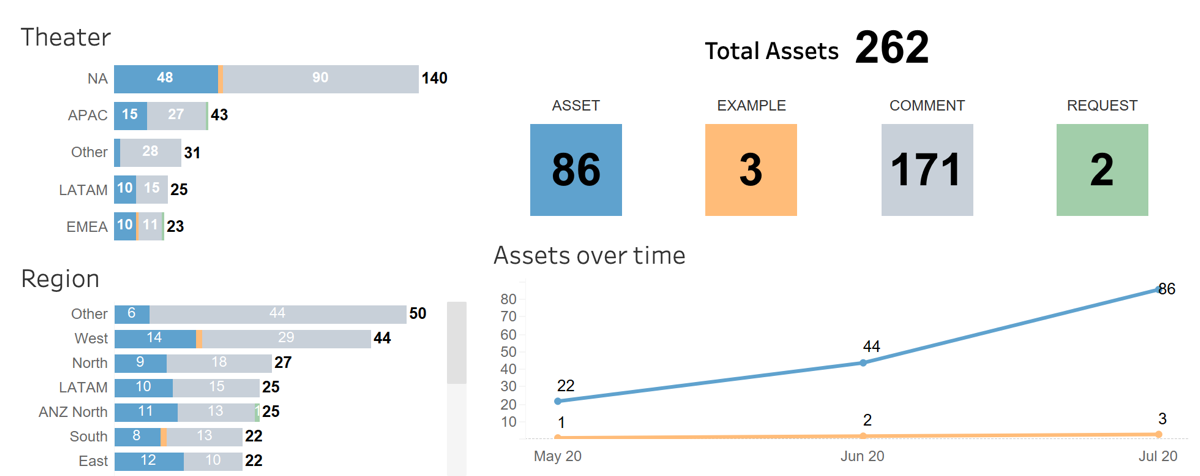 Theater
NA 48 90 140
APAC 15 27 43
Other 28 31
LATAM 10 15 25
EMEA 10 11 23
Region
Other 6 44 50
West 14 29 44
North 9 18 27
LATAM 10 15 25
ANZ North 11 13 1 25
South 8 13 22
East 12 10 22
Total Assets 262
ASSET EXAMPLE COMMENT REQUEST
86 3 171 2
Assets over time
80
70
60
50
40
30
20
10
22 44 86
1 2 3
May 20 Jun 20 Jul 20